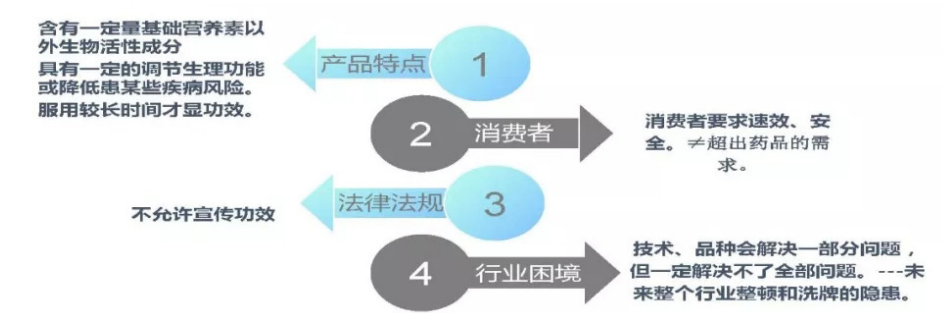 含有一定量基础营养素以
外生物活性成分
具有一定的调节生理功能
或降低患某些疾病风险。
服用较长时间才显功效。
产品特点
1
2
消费者
消费者要求速效、安
全。≠超出药品的需
求。
不允许宣传功效
法律法规
3
4
行业困境
技术、品种会解决一部分问题，
但一定解决不了全部问题。---未
来整个行业整顿和洗牌的隐患。